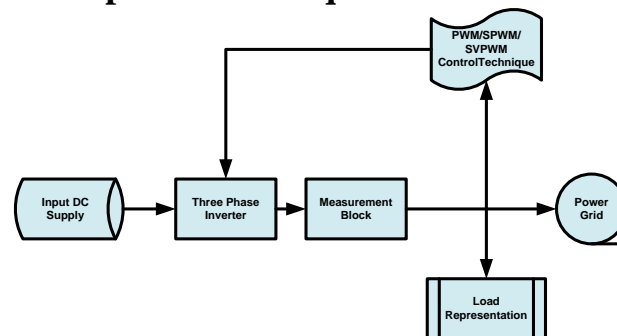 PWM/SPWM/
SVPWM
ControlTechnique
Input DC
Supply
Three Phase
Inverter
Measurement
Block
Power
Grid
Load
Representation